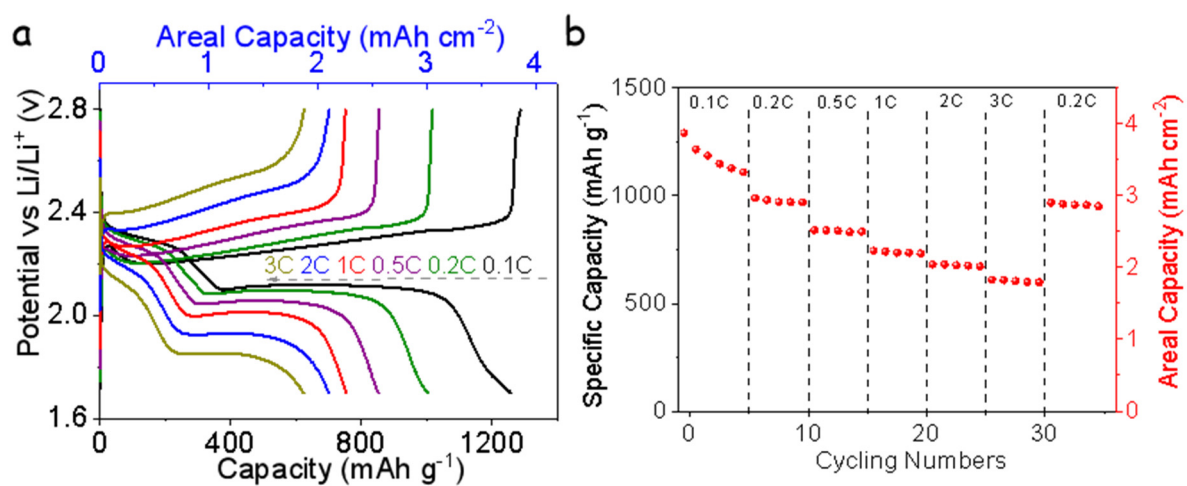 a
Areal Capacity (mAh cm-2)
0 1 2 3 4
Potential vs Li/Li+ (v)
2.8
2.4
2.0
1.6
3C 2C 1C 0.5C 0.2C 0.1C
0 400 800 1200
Capacity (mAh g-1)
b
Specific Capacity (mAh g-1)
1500
1000
500
0
0.1C 0.2C 0.5C 1C 2C 3C 0.2C
4
3
2
1
0
Areal Capacity (mAh cm-2)
0 10 20 30
Cycling Numbers